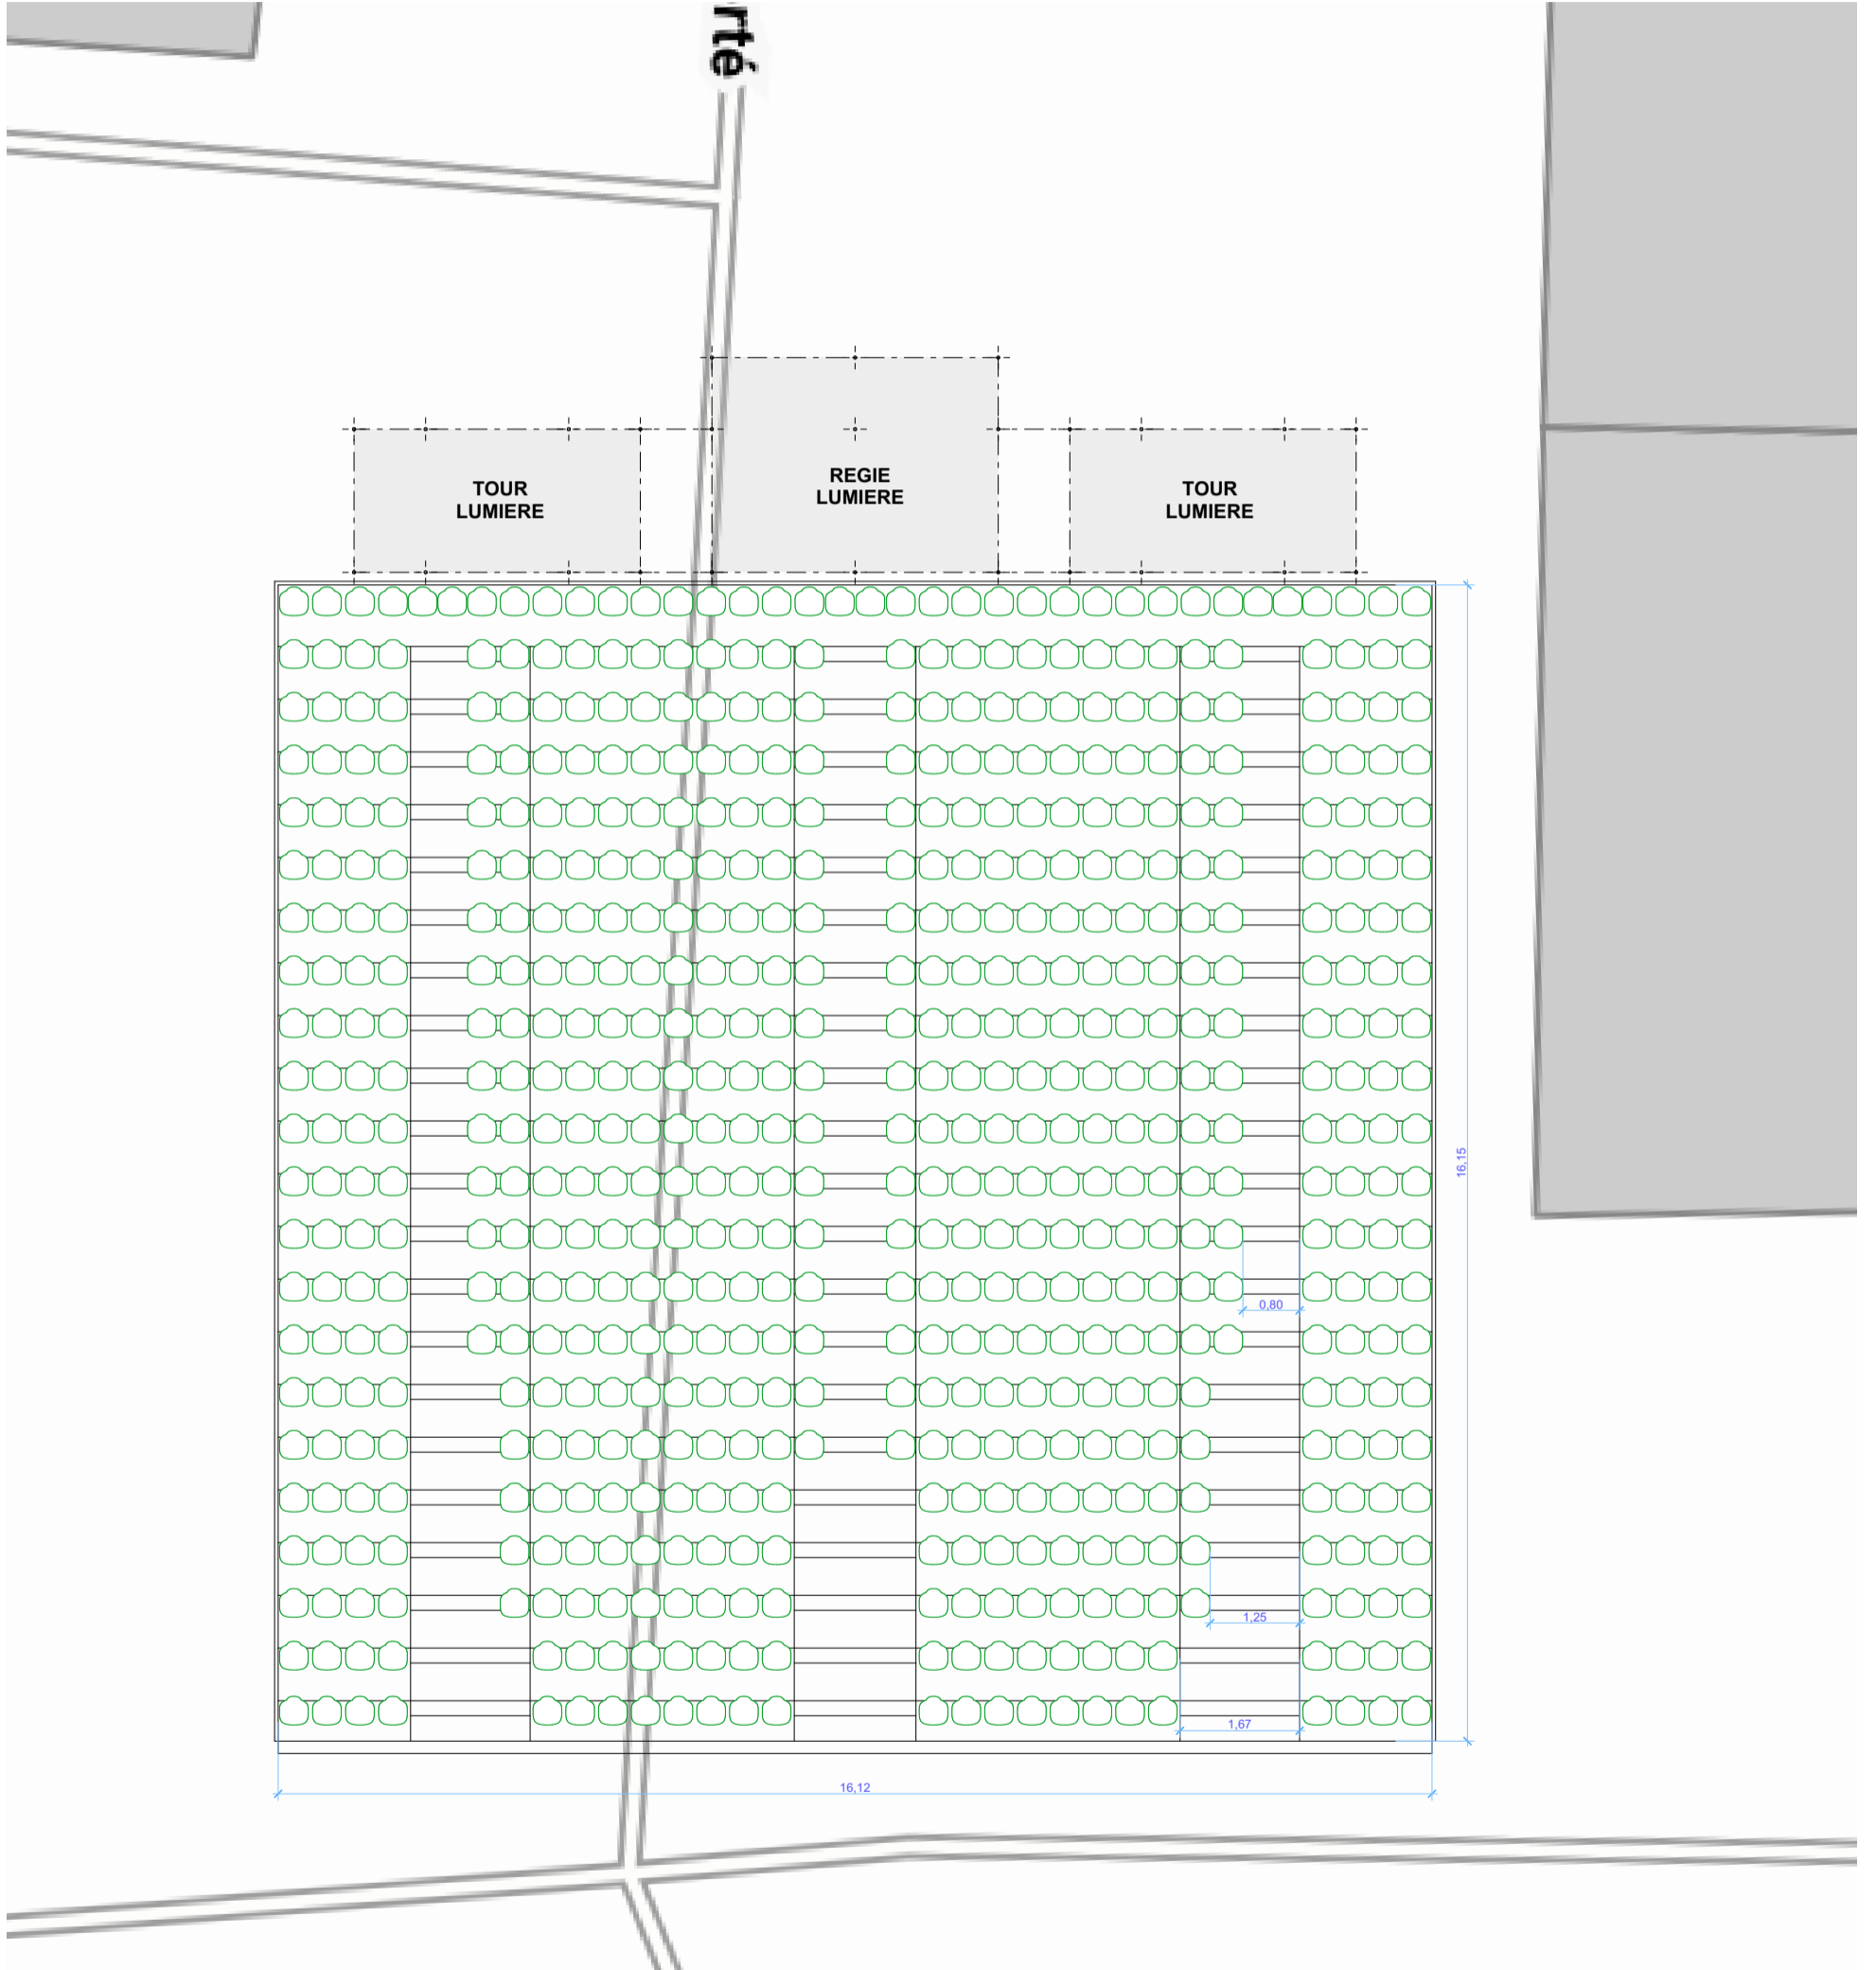 rté
REGIE
LUMIERE
TOUR
LUMIERE
TOUR
LUMIERE
16,15
0,80
1,25
1,67
16,12